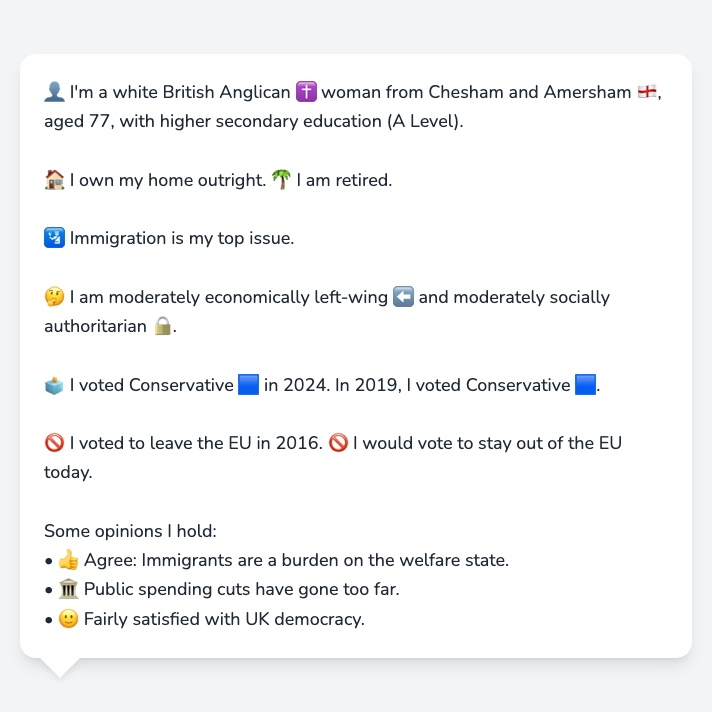 👤 I'm a white British Anglican ✝️ woman from Chesham and Amersham 🏴󠁧󠁢󠁥󠁮󠁧󠁿,
aged 77, with higher secondary education (A Level).
🏠 I own my home outright. 🌴 I am retired.
🛂 Immigration is my top issue.
🤔 I am moderately economically left-wing ⬅️ and moderately socially
authoritarian 🔒.
🗳️ I voted Conservative 🟦 in 2024. In 2019, I voted Conservative 🟦.
🚫 I voted to leave the EU in 2016. 🚫 I would vote to stay out of the EU
today.
Some opinions I hold:
• 👍 Agree: Immigrants are a burden on the welfare state.
• 🏛️ Public spending cuts have gone too far.
• 🙂 Fairly satisfied with UK democracy.